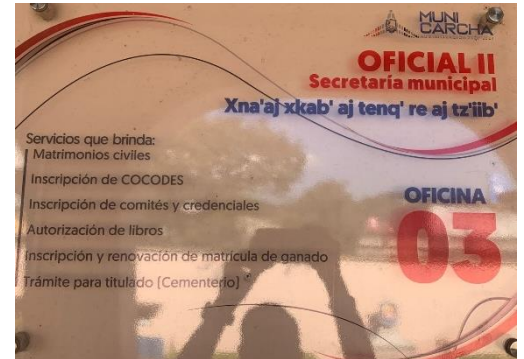 MUNI
CARCHA
OFICIAL II
Secretaría municipal
Xna'aj xkab' aj tenq' re aj tz'iib'
Servicios que brinda:
Matrimonios civiles
Inscripción de COCODES
Inscripción de comités y credenciales
Autorización de libros
Inscripción y renovación de matrícula de ganado
Trámite para titulado (Cementerio)
OFICINA
03